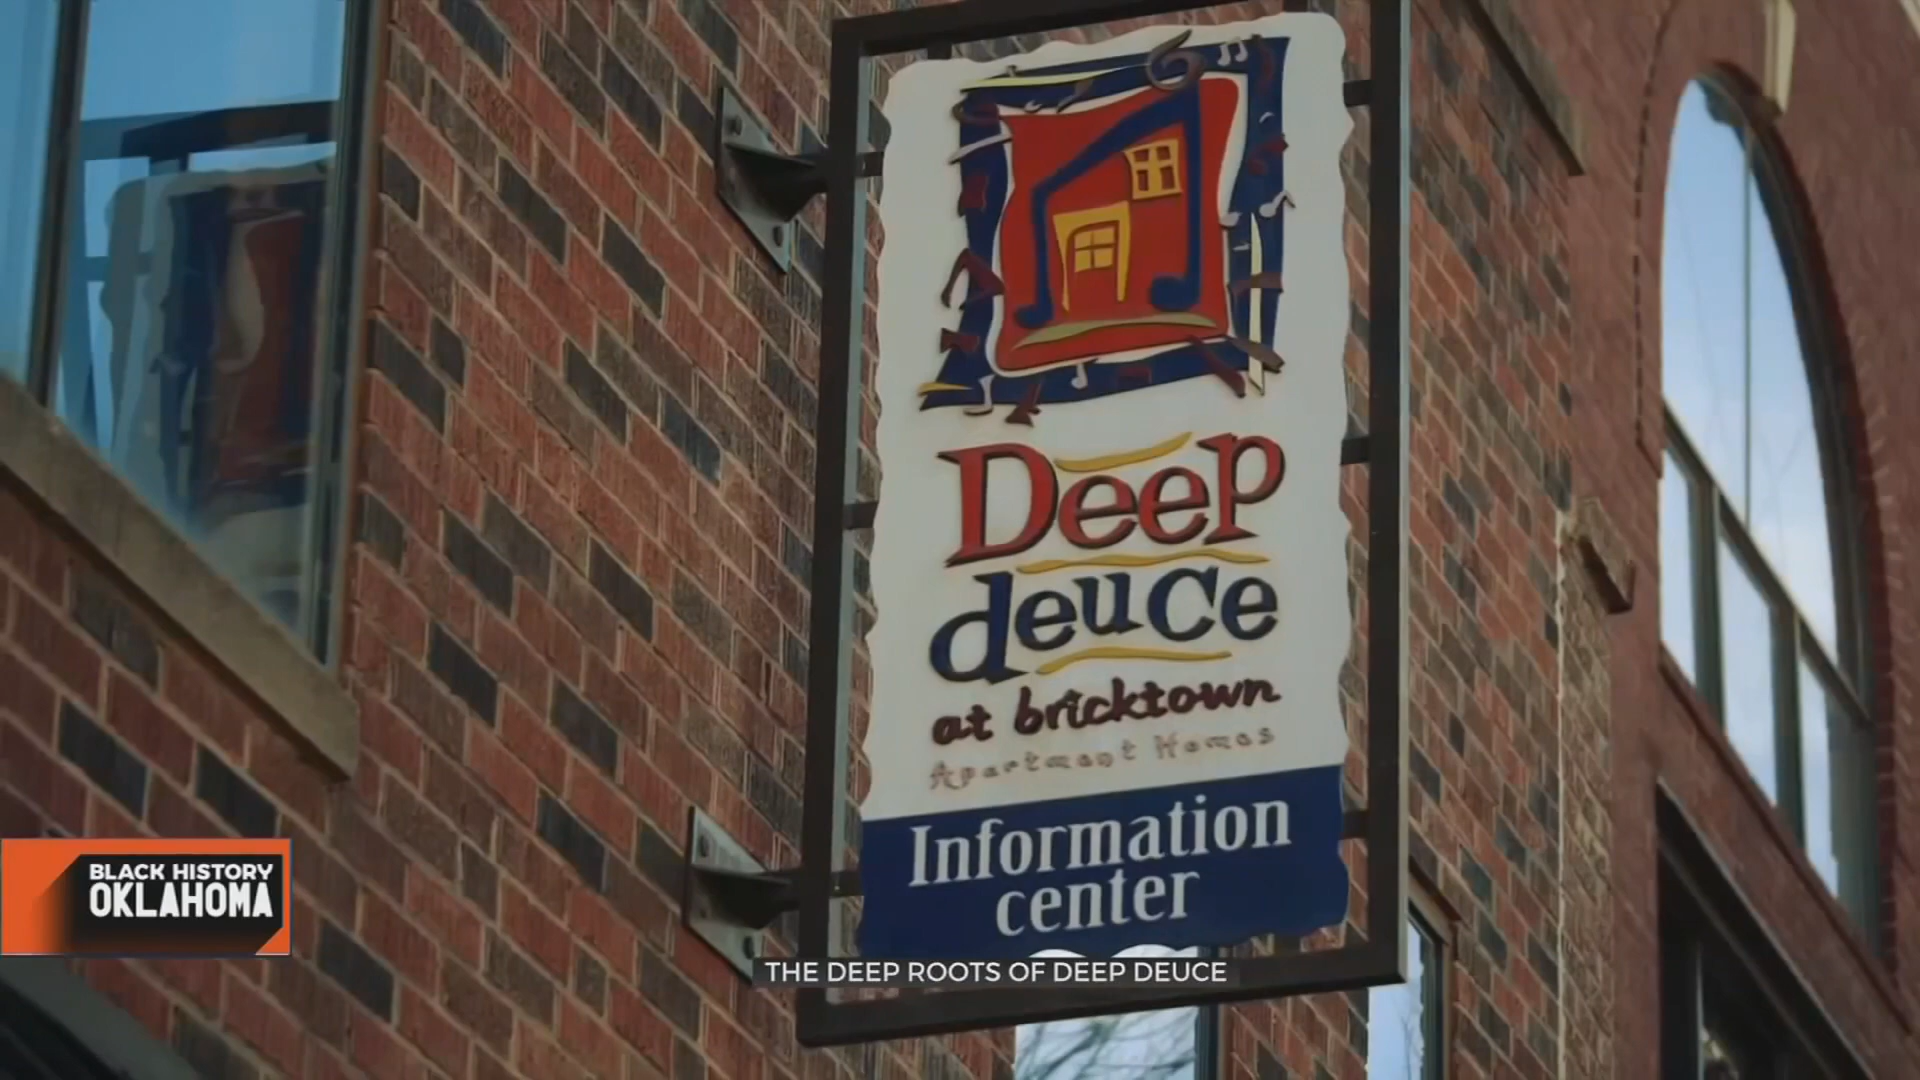 Deep
deuce
at bricktown
Apartment Homes
Information
center
BLACK HISTORY
OKLAHOMA
THE DEEP ROOTS OF DEEP DEUCE